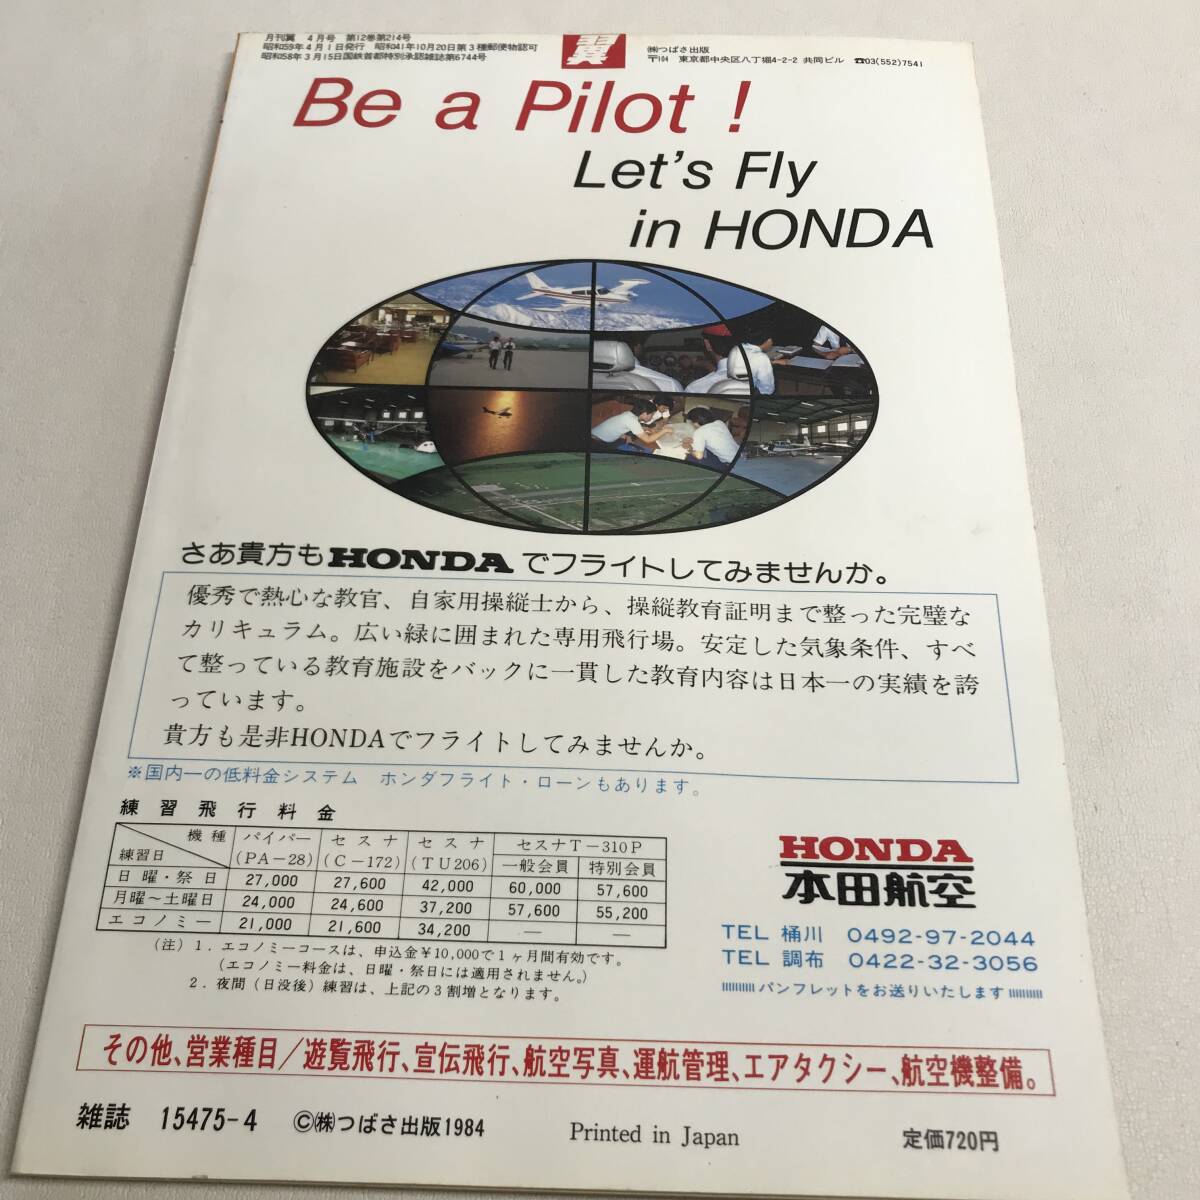 月刊翼 4月号 第12巻第214号
昭和59年4月1日発行 昭和41年10月20日第3種郵便物認可
昭和58年3月15日国鉄首都特別承認雑誌第6744号
翼
㈱つばさ出版
〒104 東京都中央区八丁堀4-2-2 共同ビル ☎03(552)7541
Be a Pilot !
Let's Fly
in HONDA
さあ貴方もHONDAでフライトしてみませんか。
優秀で熱心な教官、自家用操縦士から、操縦教育証明まで整った完璧な
カリキュラム。広い緑に囲まれた専用飛行場。安定した気象条件、すべ
て整っている教育施設をバックに一貫した教育内容は日本一の実績を誇
っています。
貴方も是非HONDAでフライトしてみませんか。
※国内一の低料金システム ホンダフライト・ローンもあります。
練習飛行料金
機種 パイパー セスナ セスナ セスナT-310P
練習日 (PA-28) (C-172) (TU206) 一般会員 特別会員
日曜・祭日 27,000 27,600 42,000 60,000 57,600
月曜〜土曜日 24,000 24,600 37,200 57,600 55,200
エコノミー 21,000 21,600 34,200 — —
(注) 1. エコノミーコースは、申込金¥10,000で1ヶ月間有効です。
(エコノミー料金は、日曜・祭日には適用されません。)
2. 夜間(日没後)練習は、上記の3割増となります。
HONDA
本田航空
TEL 桶川 0492-97-2044
TEL 調布 0422-32-3056
パンフレットをお送りいたします
その他、営業種目/遊覧飛行、宣伝飛行、航空写真、運航管理、エアタクシー、航空機整備。
雑誌 15475-4 ©㈱つばさ出版1984 Printed in Japan 定価720円